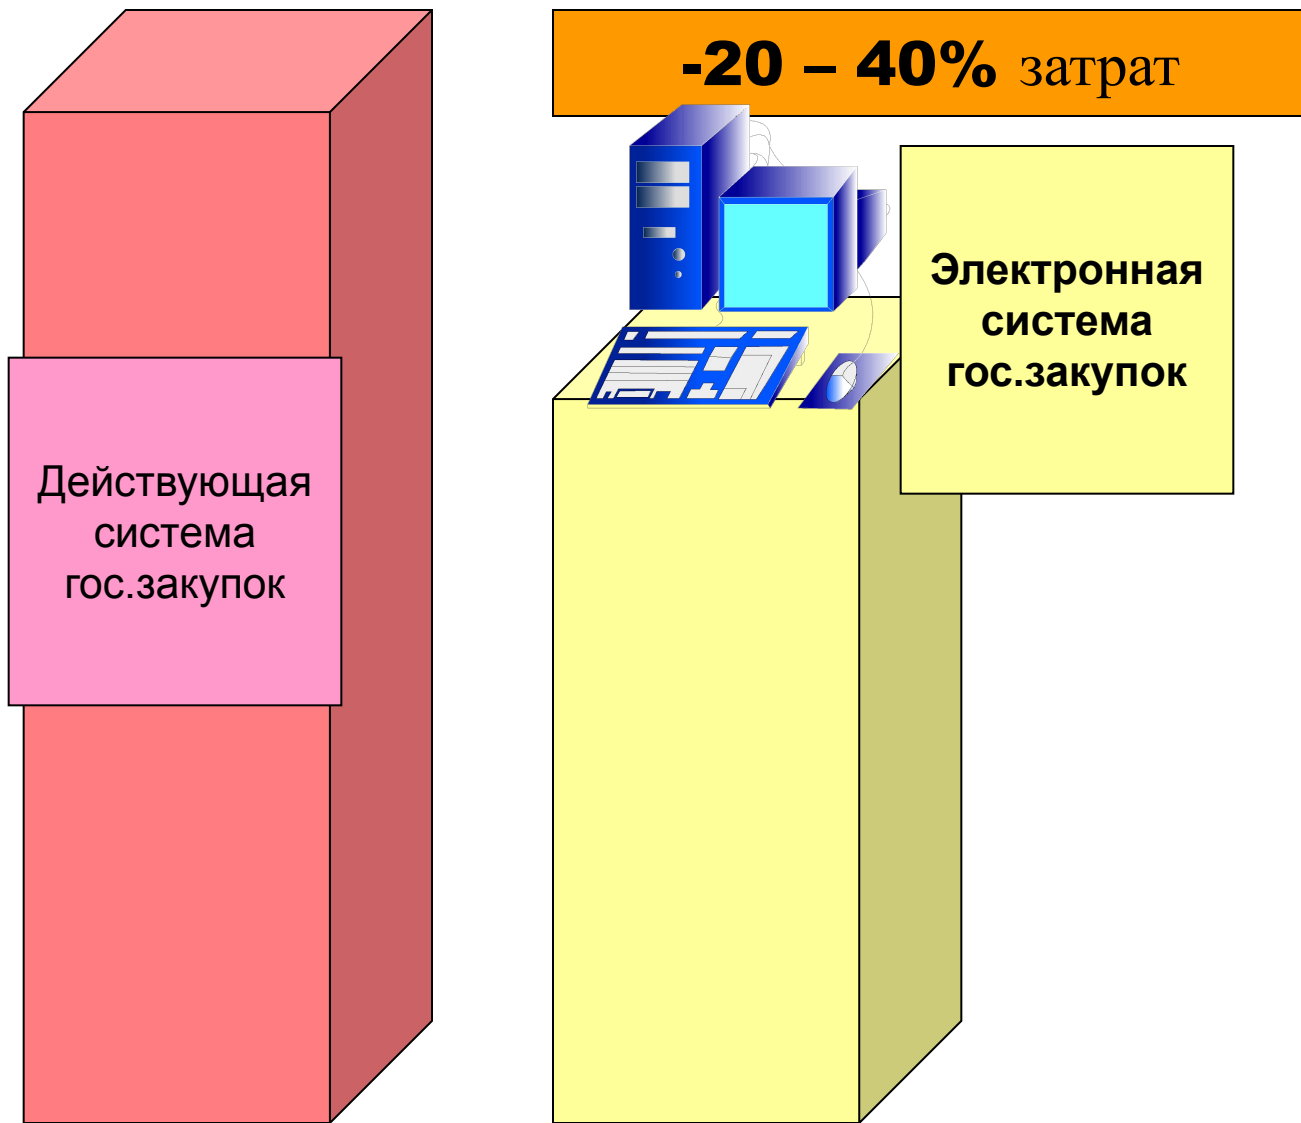 -20 – 40% затрат
Электронная
система
гос.закупок
Действующая
система
гос.закупок